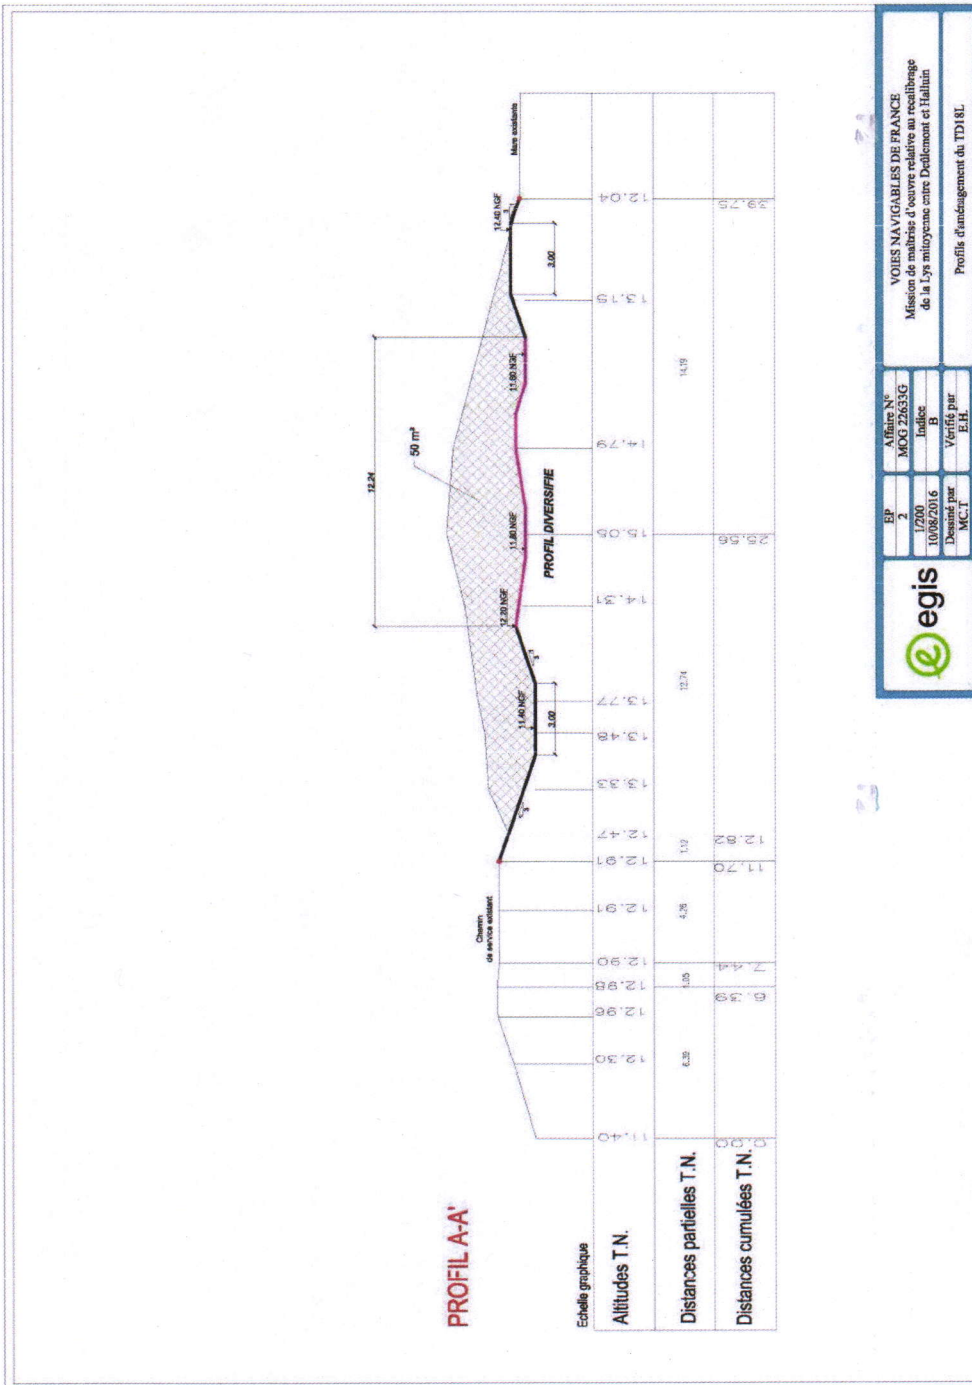 PROFIL A-A'
12.24
50 m²
Chemin
de service existant
11.40 NGF
3.00
12.20 NGF
11.80 NGF
11.80 NGF
12.40 NGF
3.00
Mare existante
PROFIL DIVERSIFIE
Echelle graphique
Altitudes T.N.
11.40
12.30
12.96
12.98
12.90
12.91
12.91
12.47
13.33
13.48
13.77
14.31
15.05
14.79
13.15
12.04
Distances partielles T.N.
6.39
1.05
4.26
1.12
12.74
14.19
Distances cumulées T.N.
0.00
6.39
7.44
11.70
12.82
25.56
39.75
egis
EP
2
Affaire N°
MOG 22633G
1/200
10/08/2016
Indice
B
Dessiné par
MC.T
Vérifié par
E.H.
VOIES NAVIGABLES DE FRANCE
Mission de maîtrise d'oeuvre relative au recalibrage
de la Lys mitoyenne entre Deûlemont et Halluin
Profils d'aménagement du TD18L